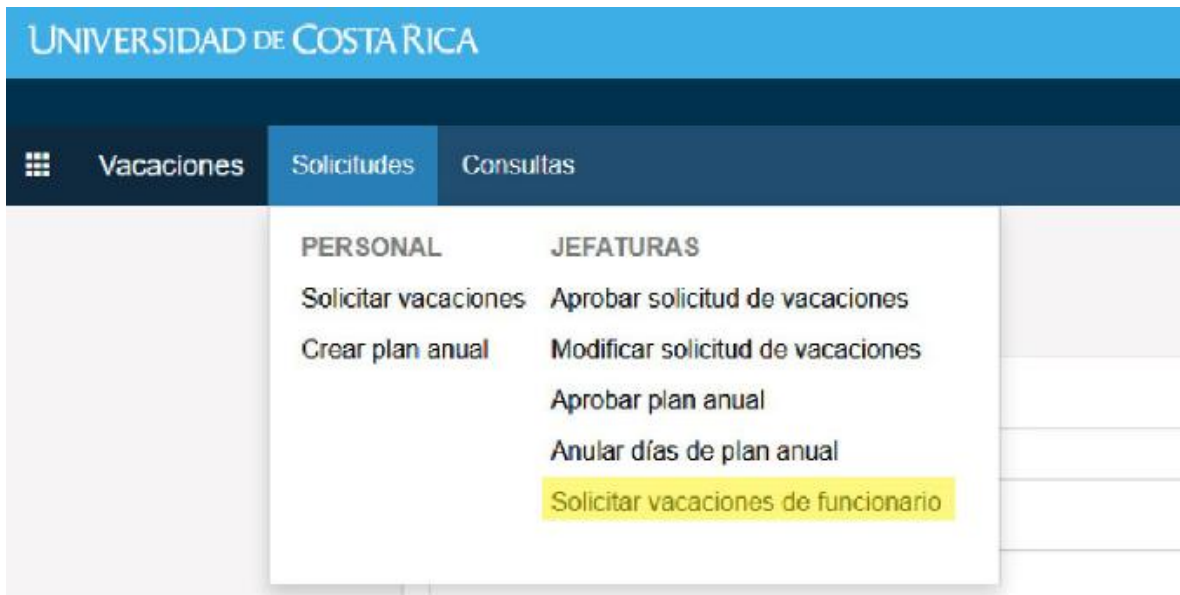 UNIVERSIDAD DE COSTA RICA
Vacaciones Solicitudes Consultas
PERSONAL
Solicitar vacaciones
Crear plan anual
JEFATURAS
Aprobar solicitud de vacaciones
Modificar solicitud de vacaciones
Aprobar plan anual
Anular días de plan anual
Solicitar vacaciones de funcionario